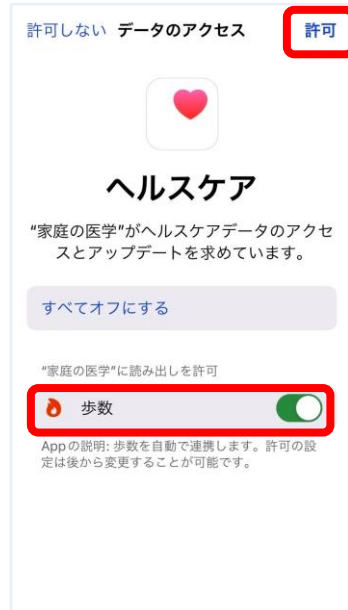 許可しない データのアクセス 許可
ヘルスケア
“家庭の医学”がヘルスケアデータのアクセ
スとアップデートを求めています。
すべてオフにする
“家庭の医学”に読み出しを許可
歩数
Appの説明: 歩数を自動で連携します。許可の設
定は後から変更することが可能です。